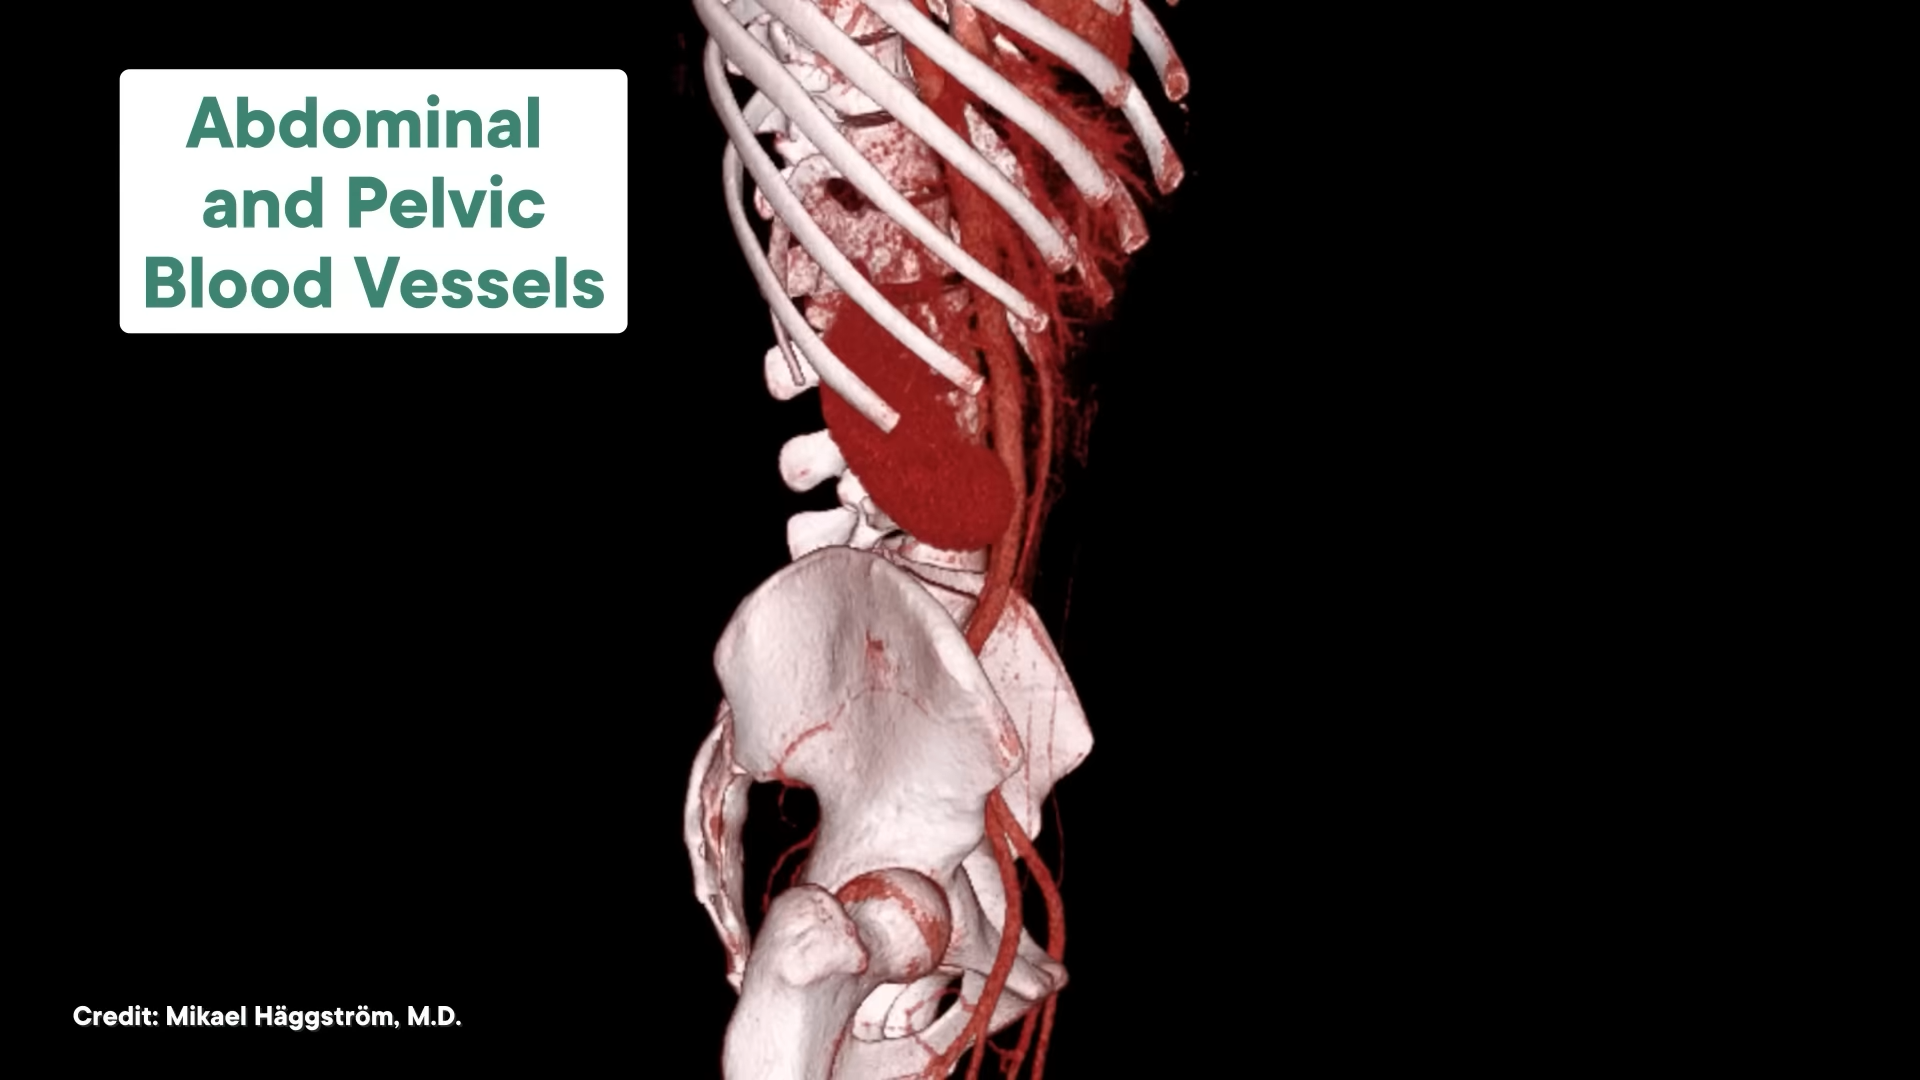 Abdominal
and Pelvic
Blood Vessels
Credit: Mikael Häggström, M.D.